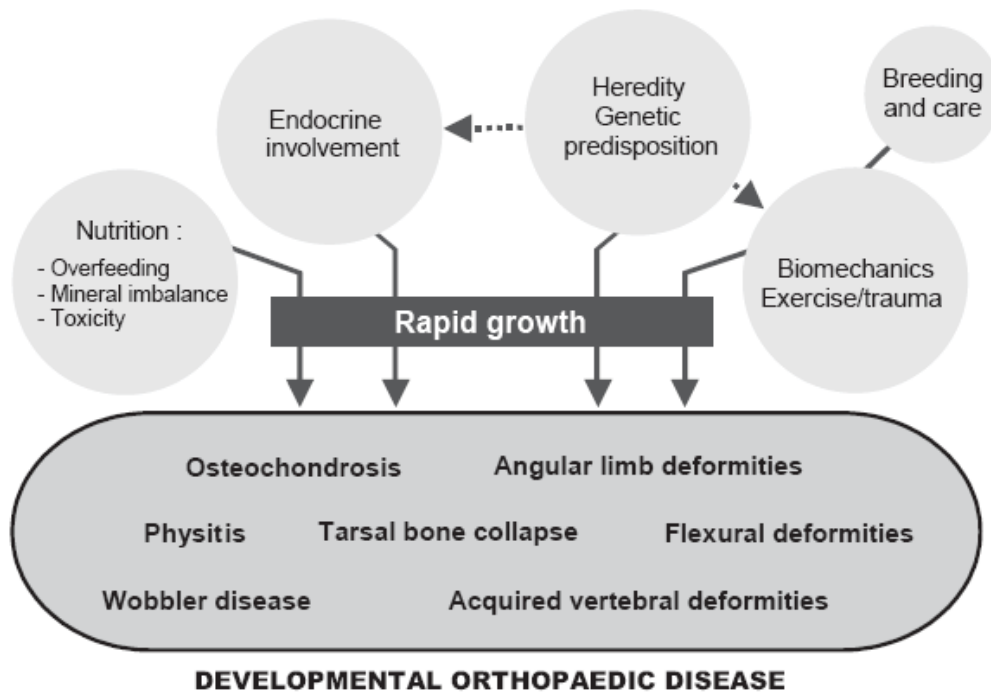 Endocrine
involvement
Heredity
Genetic
predisposition
Breeding
and care
Nutrition :
- Overfeeding
- Mineral imbalance
- Toxicity
Biomechanics
Exercise/trauma
Rapid growth
Osteochondrosis
Angular limb deformities
Physitis
Tarsal bone collapse
Flexural deformities
Wobbler disease
Acquired vertebral deformities
DEVELOPMENTAL ORTHOPAEDIC DISEASE